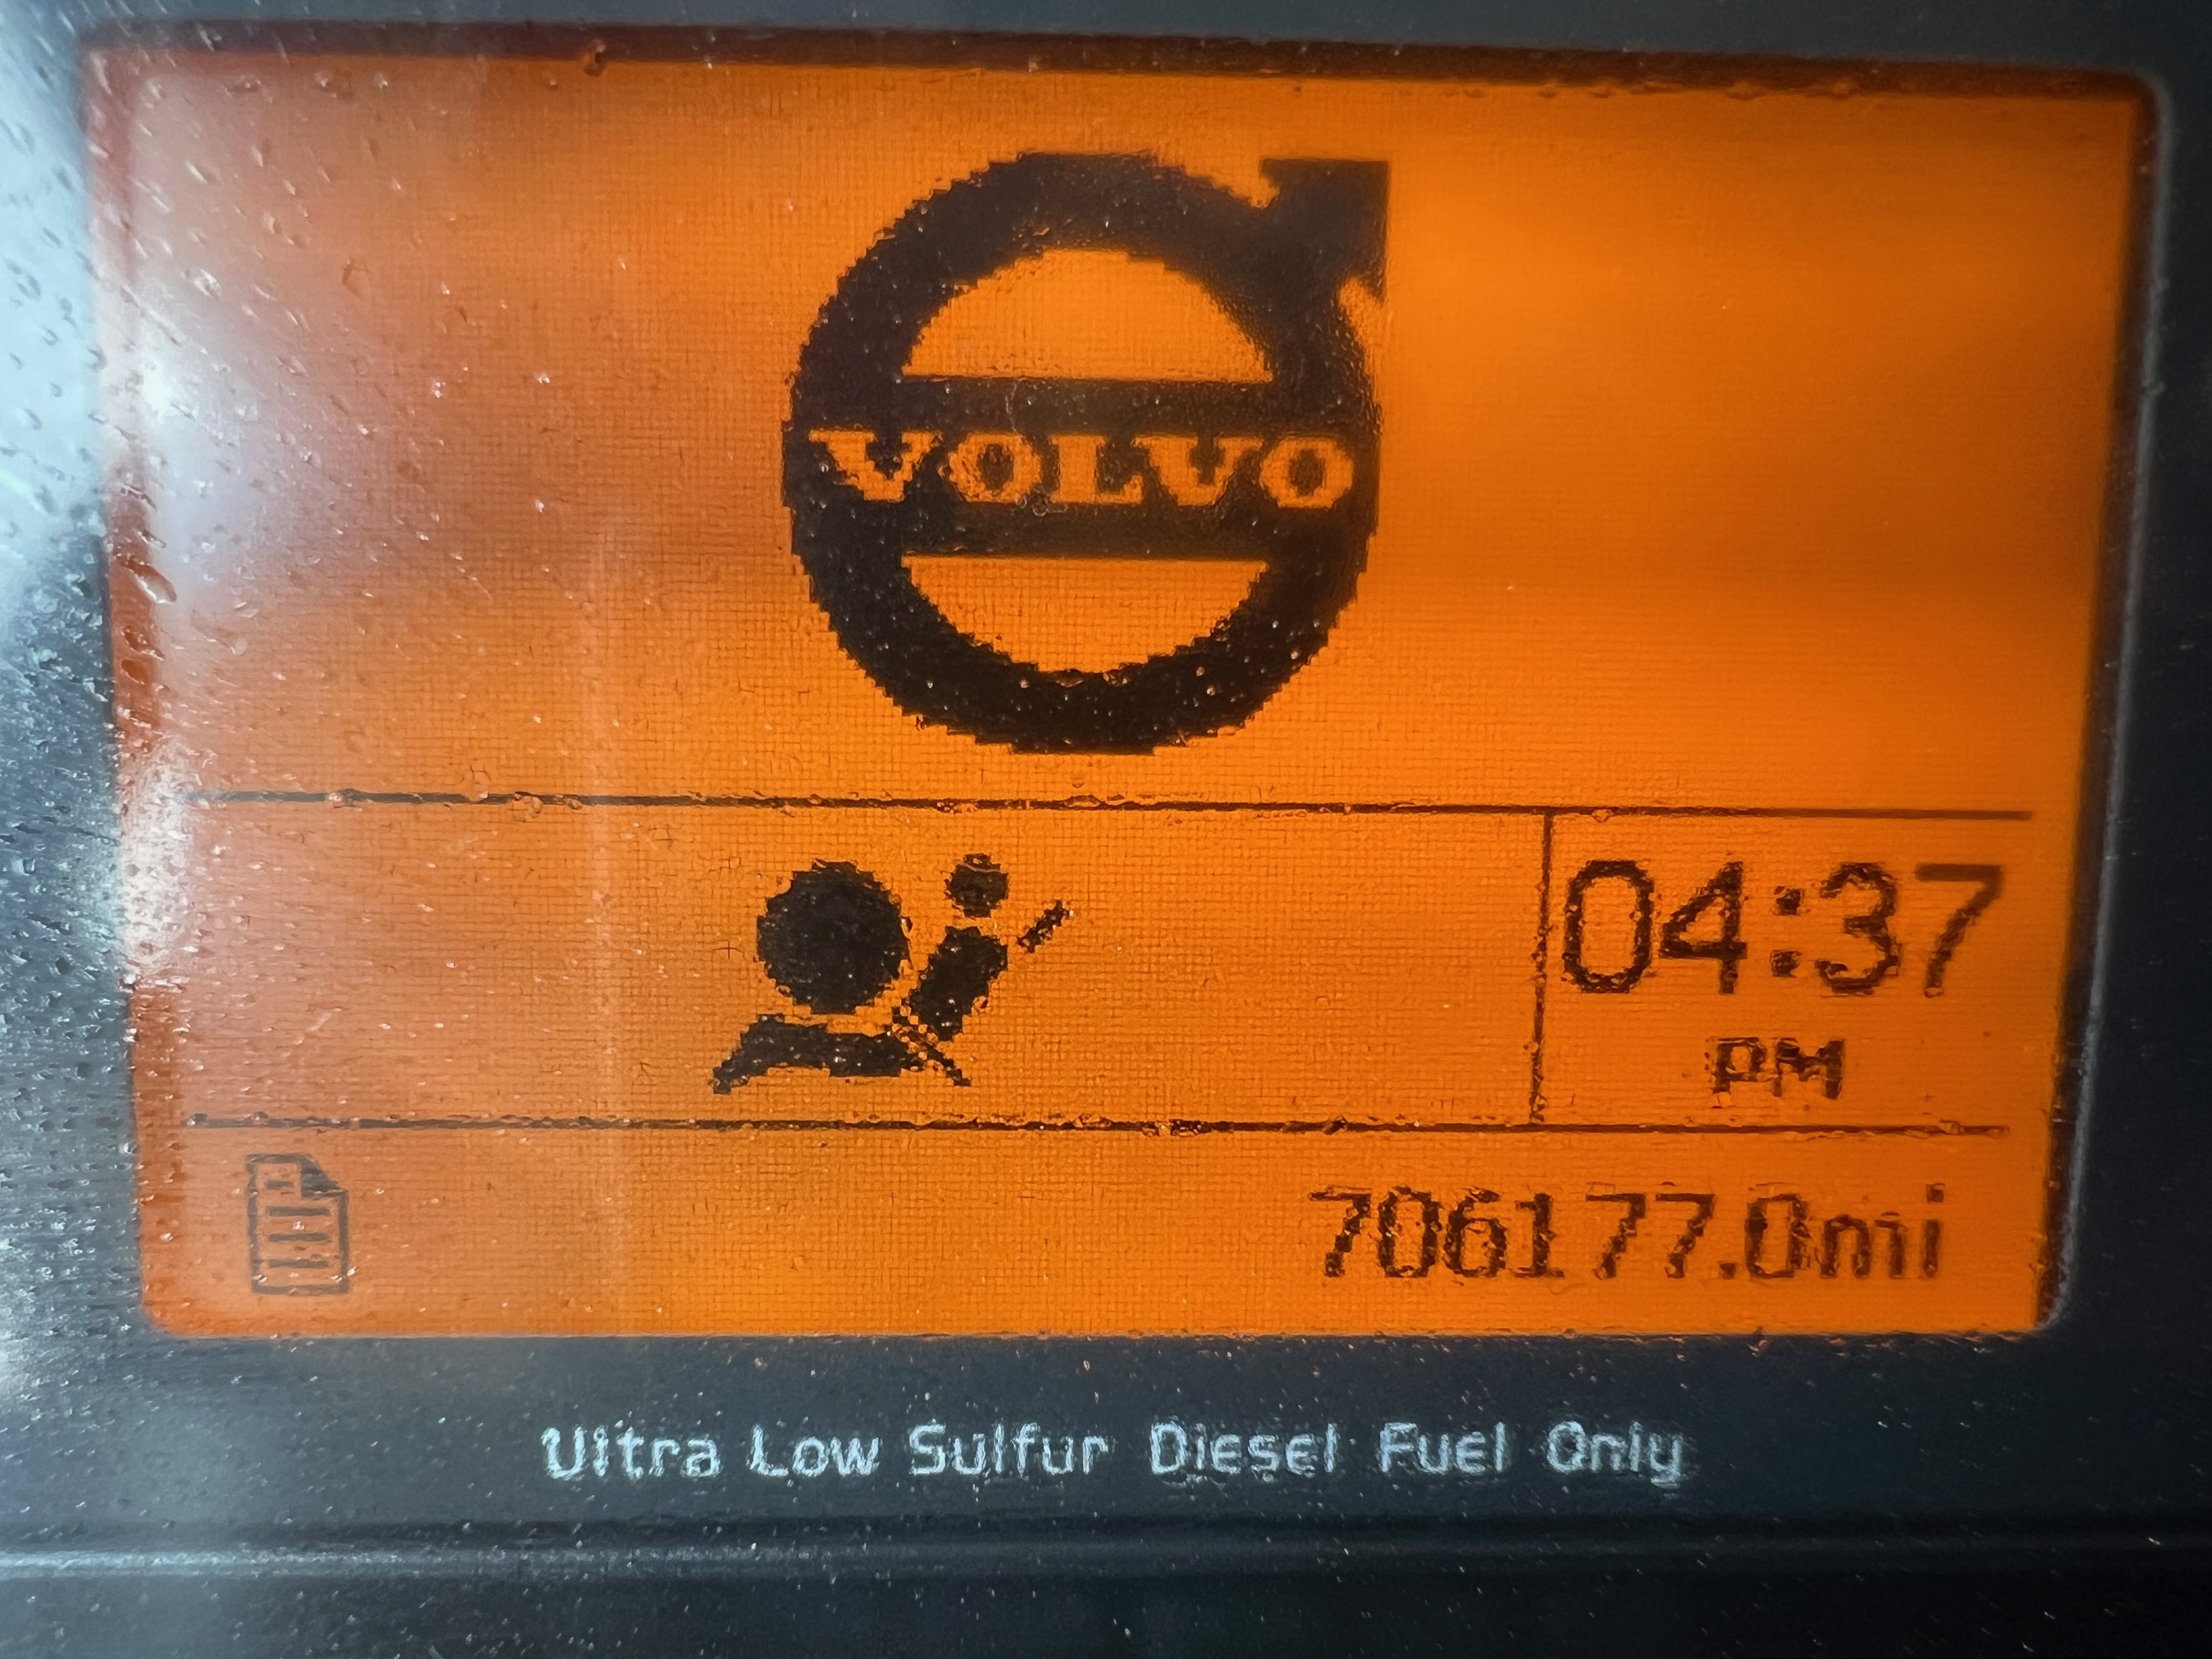 VOLVO
04:37
PM
706177.0mi
Ultra Low Sulfur Diesel Fuel Only